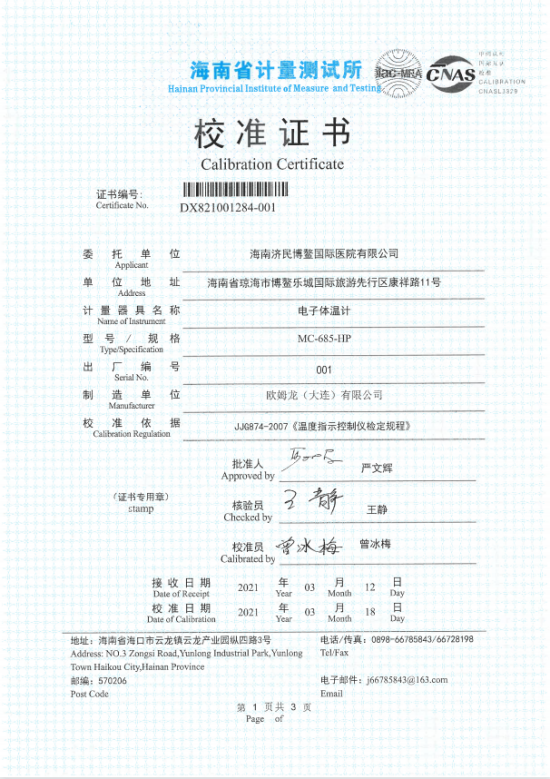 海南省计量测试所
Hainan Provincial Institute of Measure and Testing
ilac-MRA
CNAS
中国认可
国际互认
校准
CALIBRATION
CNASL3929
校准证书
Calibration Certificate
证书编号:
Certificate No.
DX821001284-001
委托单位 海南济民博鳌国际医院有限公司
Applicant
单位地址 海南省琼海市博鳌乐城国际旅游先行区康祥路11号
Address
计量器具名称 电子体温计
Name of Instrument
型号/规格 MC-685-HP
Type/Specification
出厂编号 001
Serial No.
制造单位 欧姆龙（大连）有限公司
Manufacturer
校准依据 JJG874-2007《温度指示控制仪检定规程》
Calibration Regulation
批准人 严文辉
Approved by
（证书专用章）
stamp
核验员 王静 王静
Checked by
校准员 曾冰梅 曾冰梅
Calibrated by
接收日期 2021 年 03 月 12 日
Date of Receipt Year Month Day
校准日期 2021 年 03 月 18 日
Date of Calibration Year Month Day
地址：海南省海口市云龙镇云龙产业园纵四路3号 电话/传真：0898-66785843/66728198
Address: NO.3 Zongsi Road,Yunlong Industrial Park,Yunlong Tel/Fax
Town Haikou City,Hainan Province
邮编：570206 电子邮件：j66785843@163.com
Post Code Email
第 1 页共 3 页
Page of